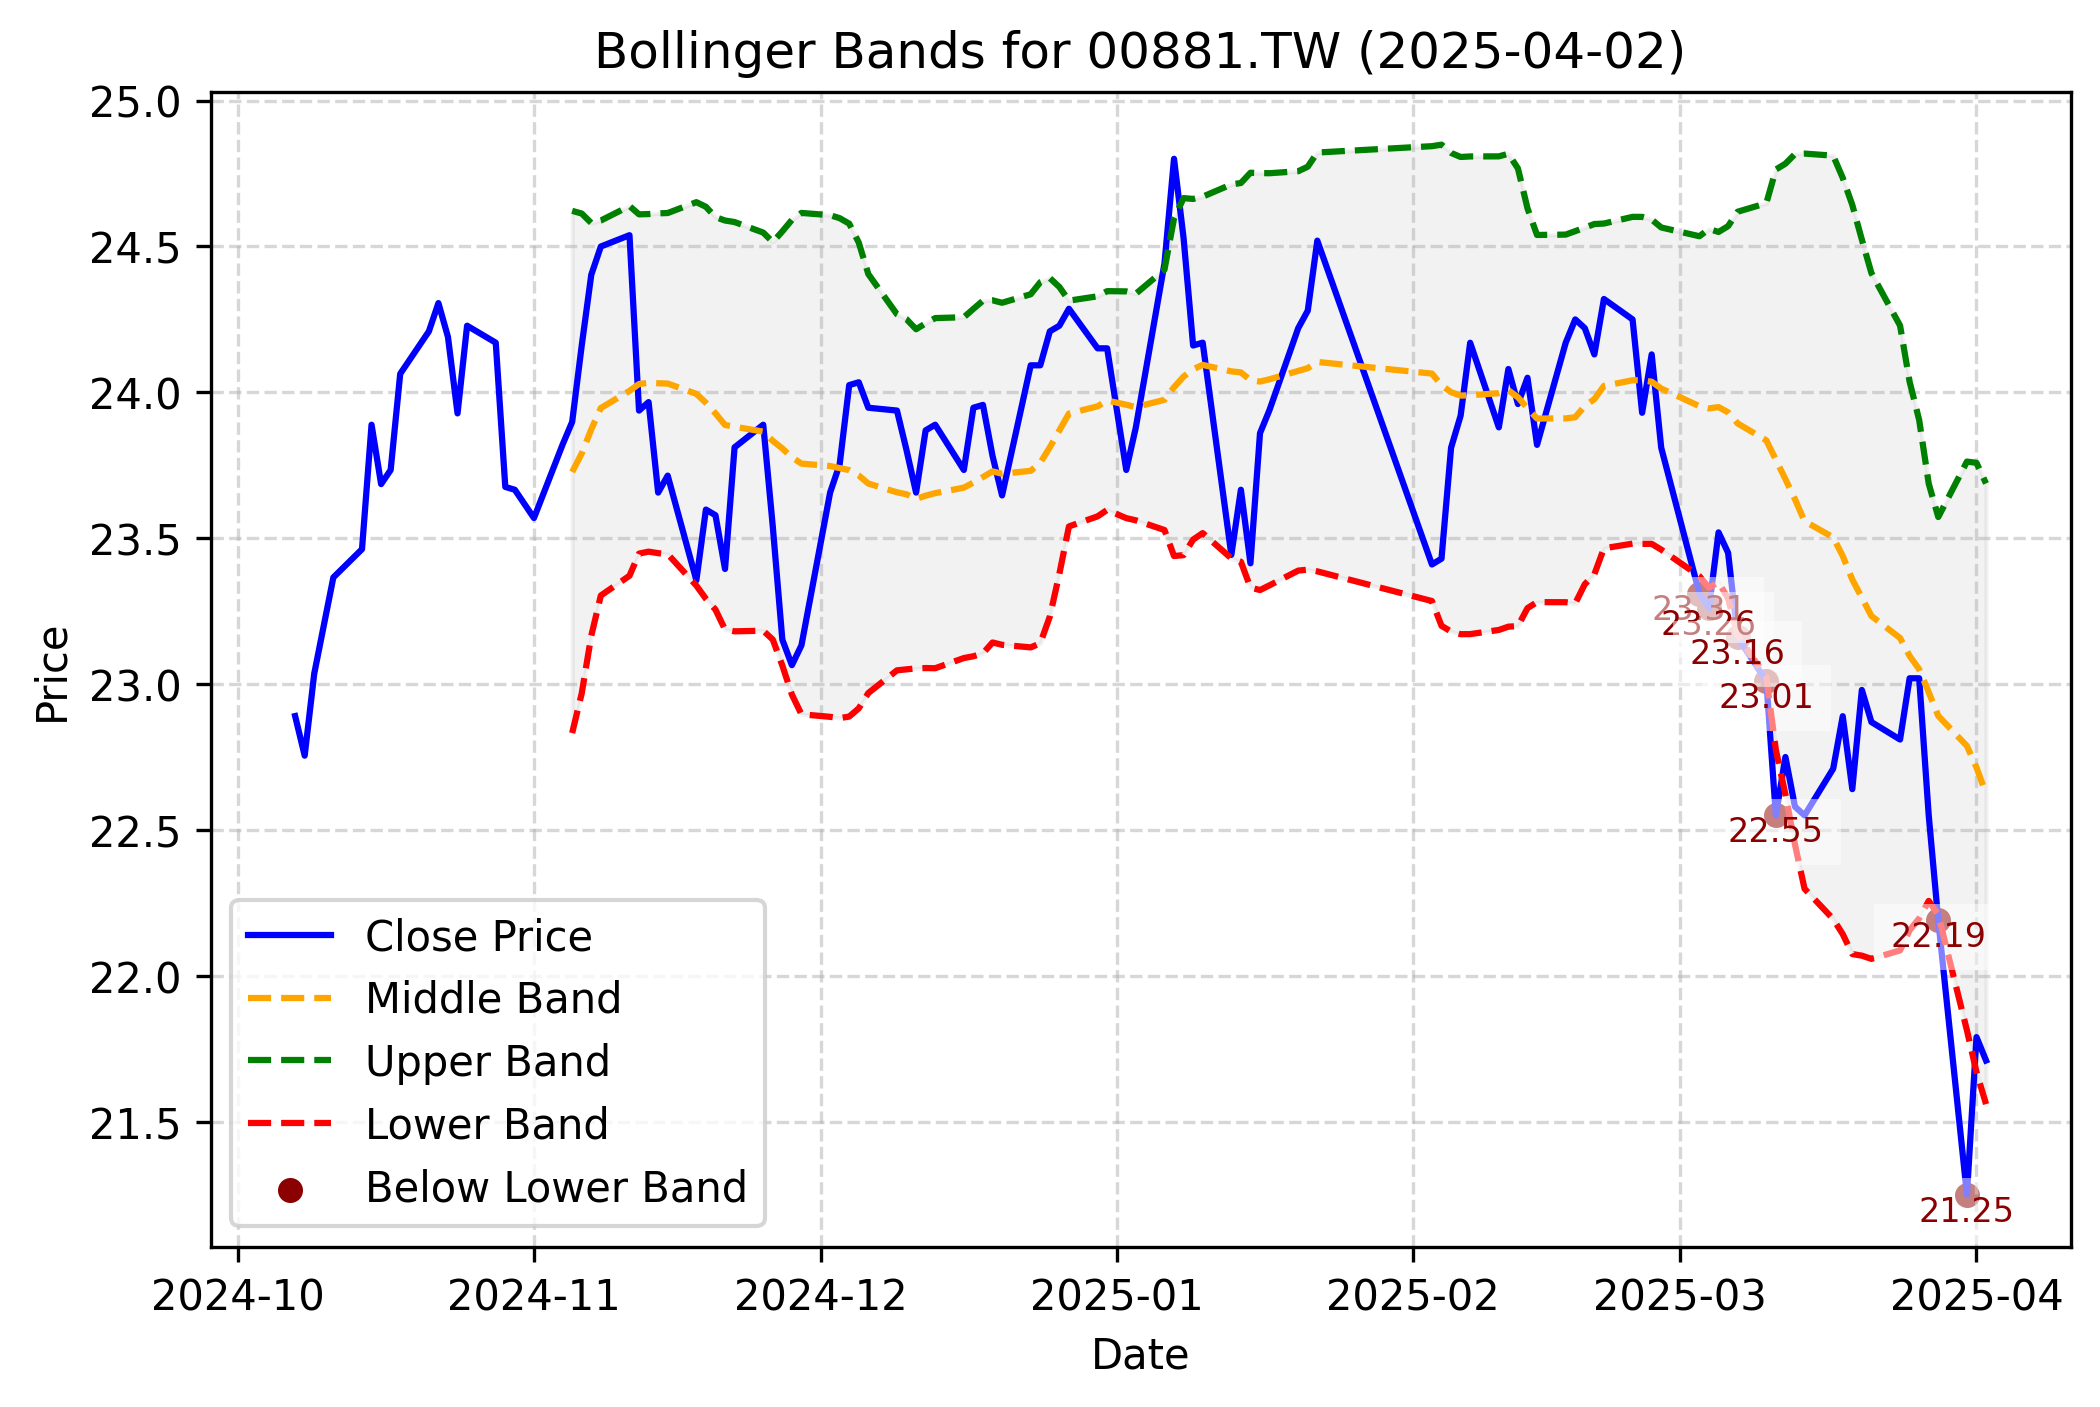 Bollinger Bands for 00881.TW (2025-04-02)
Price
25.0
24.5
24.0
23.5
23.0
22.5
22.0
21.5
23.31
23.26
23.16
23.01
22.55
22.19
21.25
Close Price
Middle Band
Upper Band
Lower Band
Below Lower Band
2024-10
2024-11
2024-12
2025-01
2025-02
2025-03
2025-04
Date